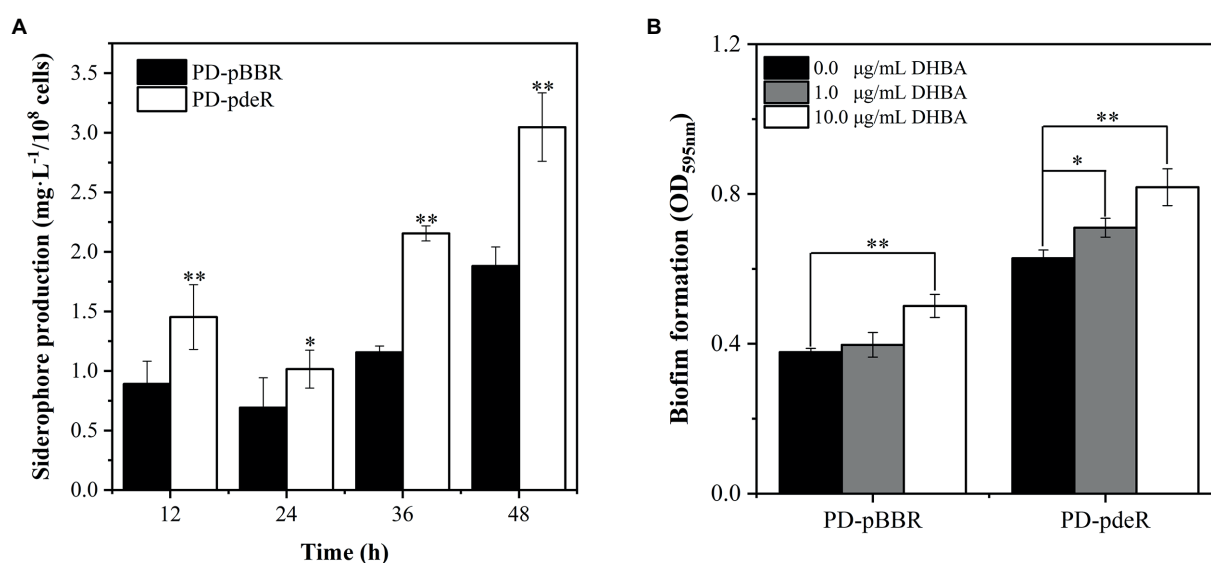 A
Siderophore production (mg·L⁻¹/10⁸ cells)
3.5
3.0
2.5
2.0
1.5
1.0
0.5
0.0
PD-pBBR
PD-pdeR
**
*
**
**
12
24
36
48
Time (h)
B
Biofim formation (OD₅₉₅ₙₘ)
1.2
0.8
0.4
0.0
0.0 μg/mL DHBA
1.0 μg/mL DHBA
10.0 μg/mL DHBA
**
**
*
PD-pBBR
PD-pdeR